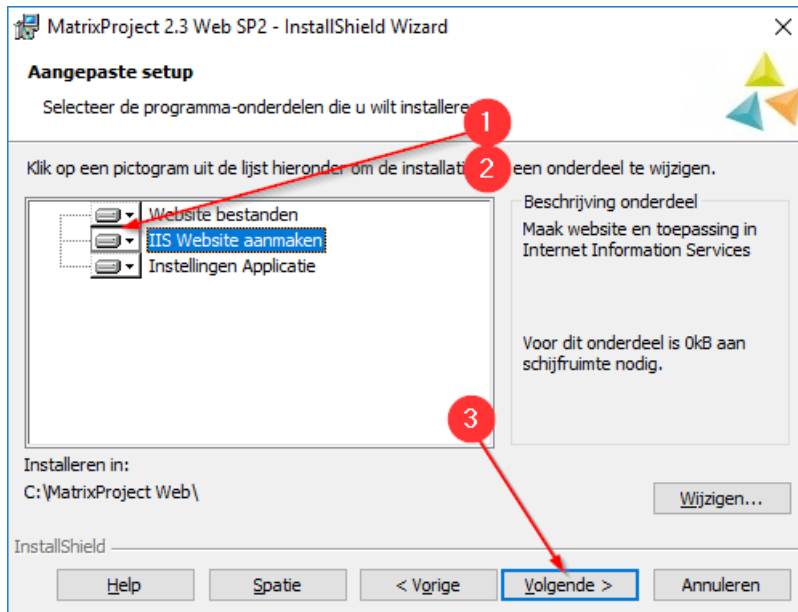 MatrixProject 2.3 Web SP2 - InstallShield Wizard
Aangepaste setup
Selecteer de programma-onderdelen die u wilt installeren
1
Klik op een pictogram uit de lijst hieronder om de installatie 2 een onderdeel te wijzigen.
Website bestanden
IIS Website aanmaken
Instellingen Applicatie
Beschrijving onderdeel
Maak website en toepassing in
Internet Information Services
Voor dit onderdeel is 0kB aan
schijfruimte nodig.
3
Installeren in:
C:\MatrixProject Web\
Wijzigen...
InstallShield
Help
Spatie
< Vorige
Volgende >
Annuleren